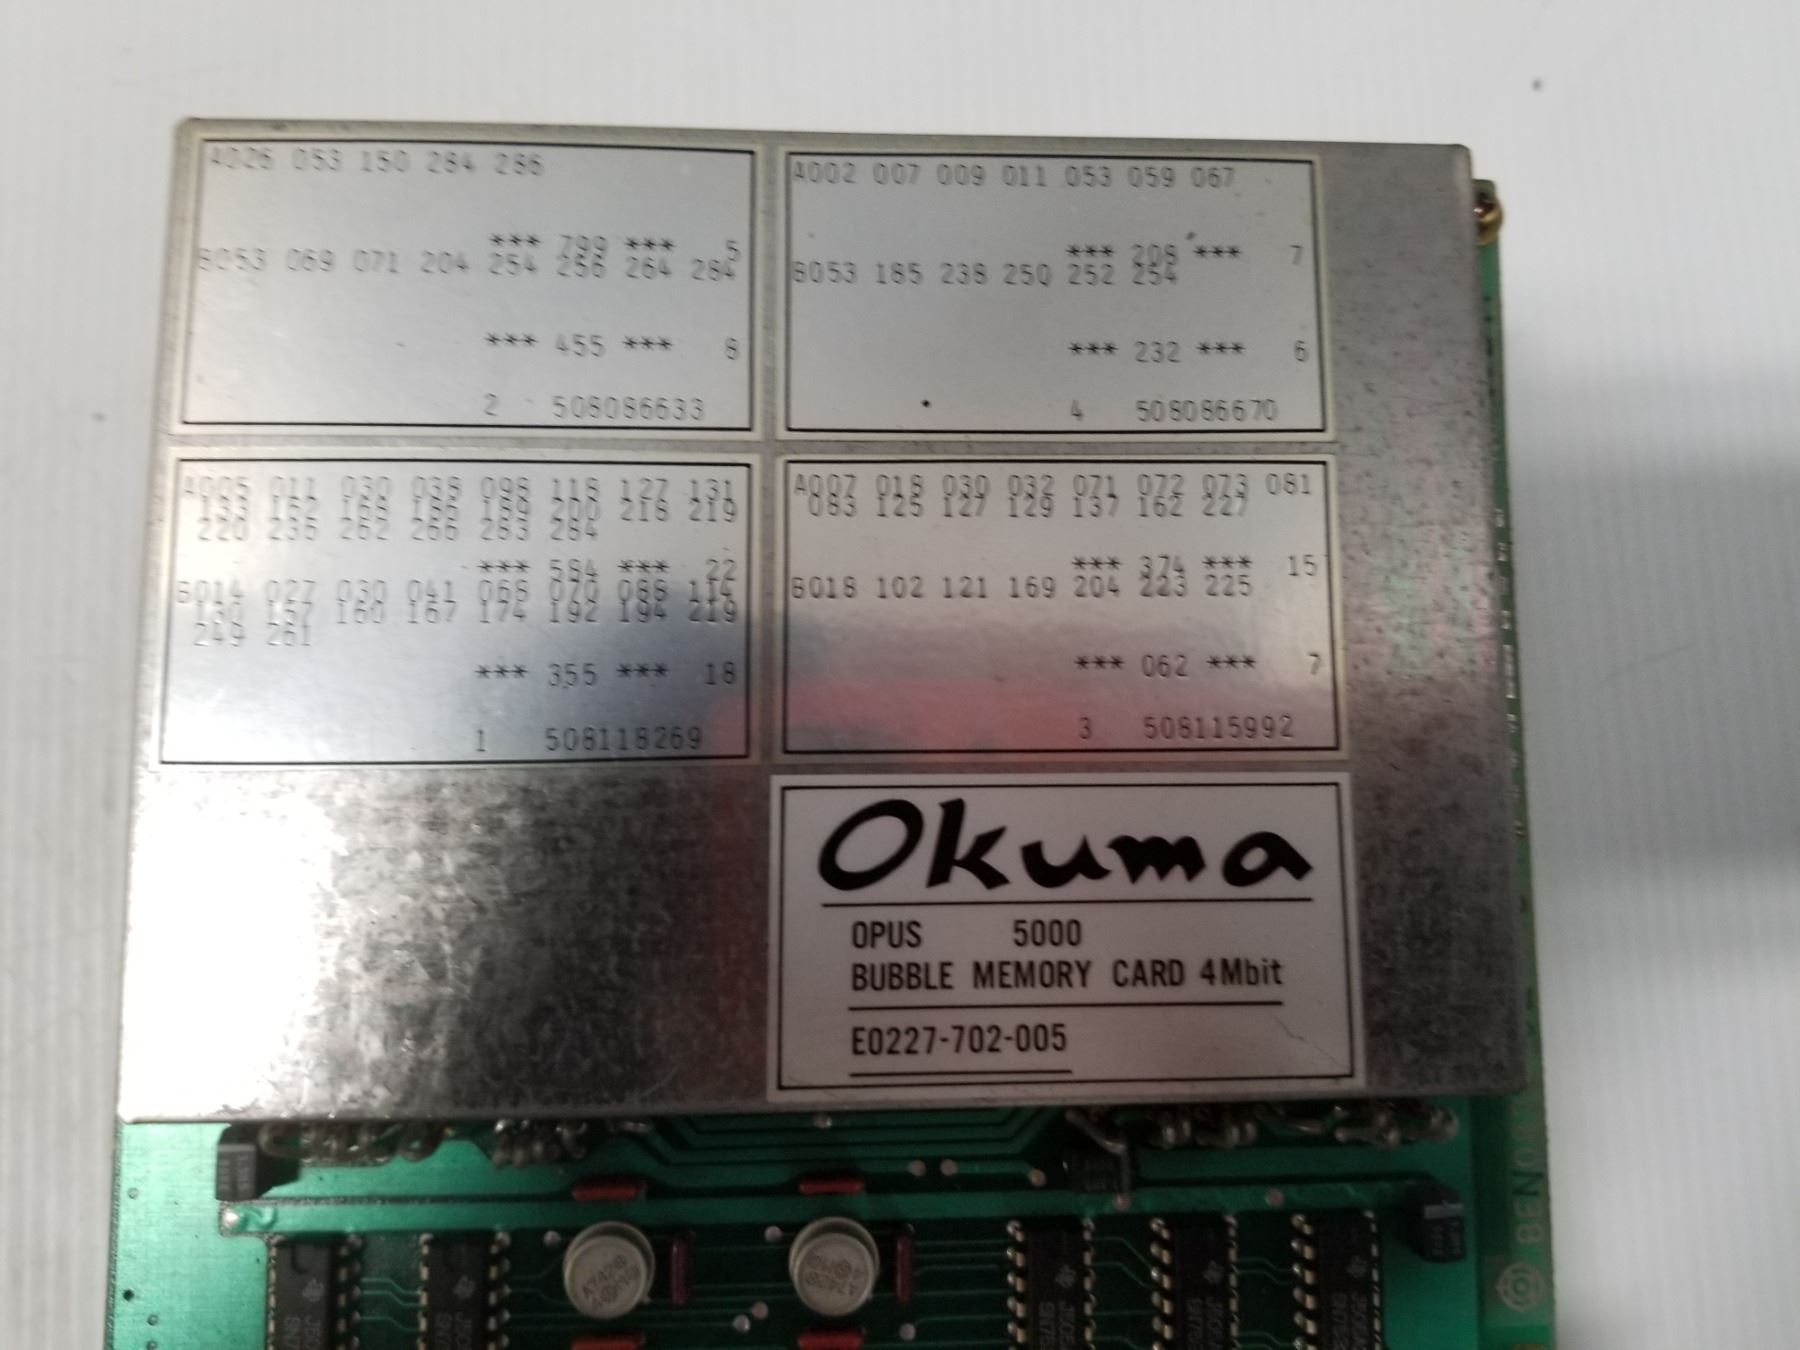 A026 053 150 284 286
*** 799 *** 5
B053 069 071 204 254 256 264 284
*** 455 *** 8
2 508086633
A002 007 009 011 053 059 067
*** 208 *** 7
B053 185 238 250 252 254
*** 232 *** 6
4 508086670
A005 011 030 038 098 118 127 131
133 162 168 186 189 200 218 219
220 235 262 266 283 284
*** 584 *** 22
B014 027 030 041 068 070 088 114
130 157 160 167 174 192 194 219
249 261
*** 355 *** 18
1 508118269
A007 018 030 032 071 072 073 081
083 125 127 129 137 162 227
*** 374 *** 15
B018 102 121 169 204 223 225
*** 062 *** 7
3 508115992
Okuma
OPUS 5000
BUBBLE MEMORY CARD 4Mbit
E0227-702-005